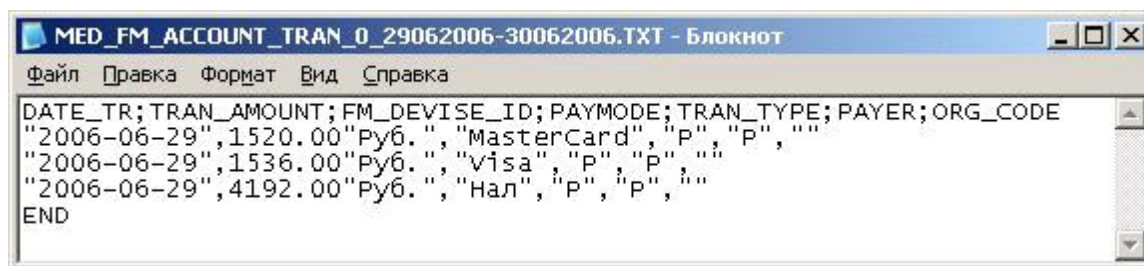 MED_FM_ACCOUNT_TRAN_0_29062006-30062006.TXT - Блокнот
Файл Правка Формат Вид Справка
DATE_TR;TRAN_AMOUNT;FM_DEVISE_ID;PAYMODE;TRAN_TYPE;PAYER;ORG_CODE
"2006-06-29",1520.00"Руб.","MasterCard","P","P",""
"2006-06-29",1536.00"Руб.","Visa","P","P",""
"2006-06-29",4192.00"Руб.","Нал","P","P",""
END